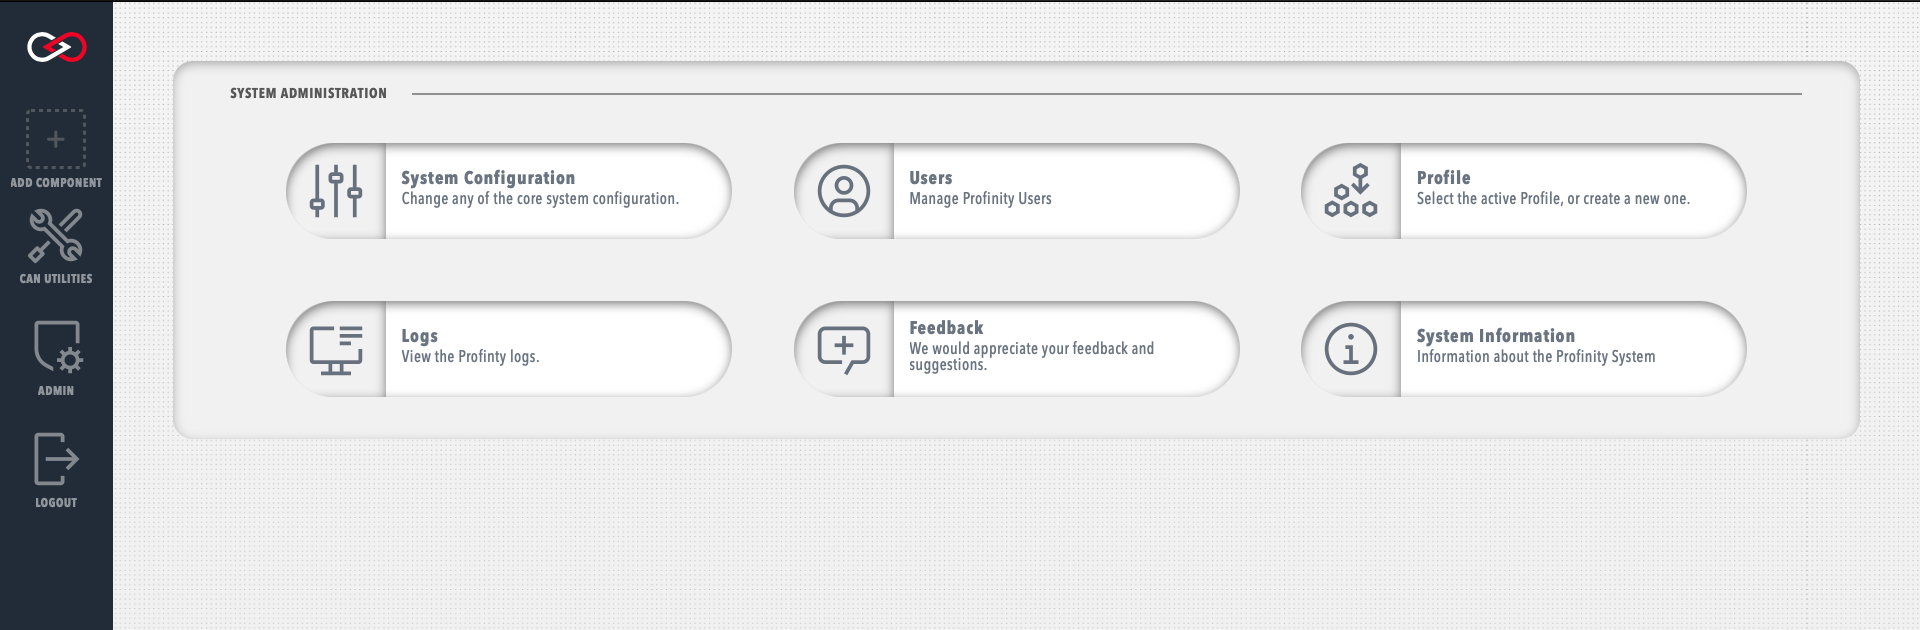 SYSTEM ADMINISTRATION
ADD COMPONENT
CAN UTILITIES
ADMIN
LOGOUT
System Configuration
Change any of the core system configuration.
Users
Manage Profinity Users
Profile
Select the active Profile, or create a new one.
Logs
View the Profinty logs.
Feedback
We would appreciate your feedback and
suggestions.
System Information
Information about the Profinity System